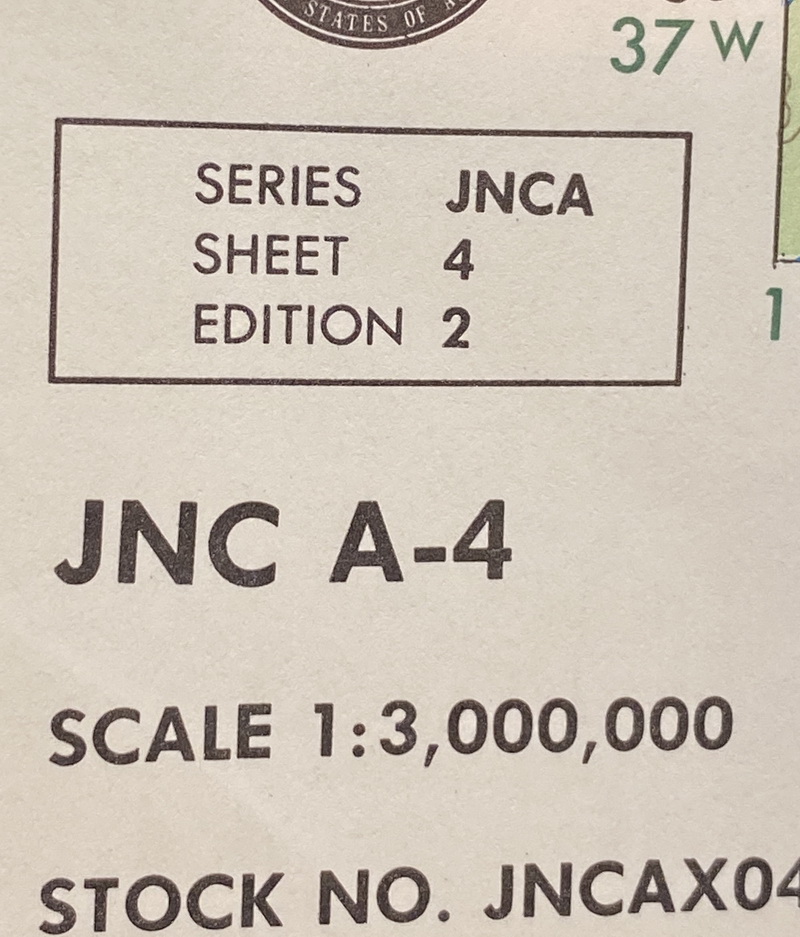 STATES OF
37 W
SERIES JNCA
SHEET 4
EDITION 2
1
JNC A-4
SCALE 1:3,000,000
STOCK NO. JNCAX04